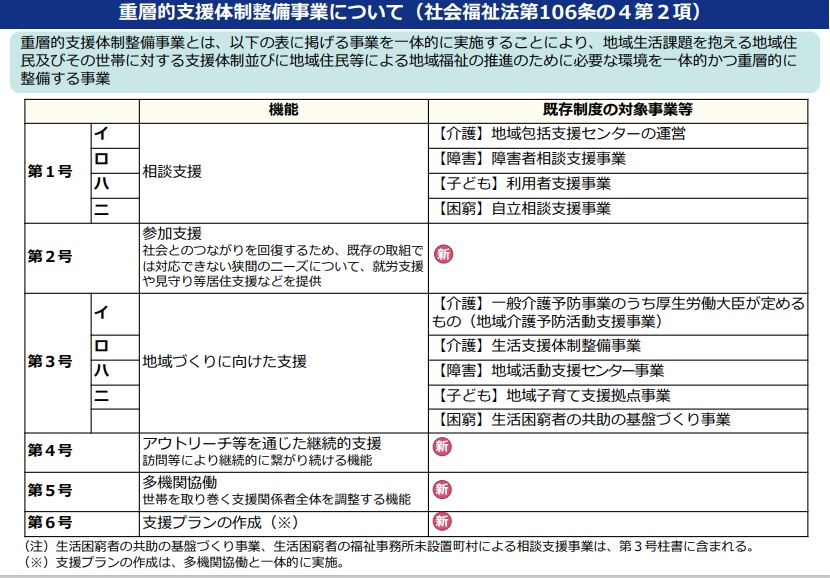 重層的支援体制整備事業について（社会福祉法第106条の４第２項）
重層的支援体制整備事業とは、以下の表に掲げる事業を一体的に実施することにより、地域生活課題を抱える地域住
民及びその世帯に対する支援体制並びに地域住民等による地域福祉の推進のために必要な環境を一体的かつ重層的に
整備する事業
機能 既存制度の対象事業等
第１号 相談支援
イ 【介護】地域包括支援センターの運営
ロ 【障害】障害者相談支援事業
ハ 【子ども】利用者支援事業
ニ 【困窮】自立相談支援事業
第２号 参加支援
社会とのつながりを回復するため、既存の取組で
は対応できない狭間のニーズについて、就労支援
や見守り等居住支援などを提供
新
第３号 地域づくりに向けた支援
イ 【介護】一般介護予防事業のうち厚生労働大臣が定める
もの（地域介護予防活動支援事業）
ロ 【介護】生活支援体制整備事業
ハ 【障害】地域活動支援センター事業
ニ 【子ども】地域子育て支援拠点事業
【困窮】生活困窮者の共助の基盤づくり事業
第４号 アウトリーチ等を通じた継続的支援
訪問等により継続的に繋がり続ける機能
新
第５号 多機関協働
世帯を取り巻く支援関係者全体を調整する機能
新
第６号 支援プランの作成（※） 新
（注）生活困窮者の共助の基盤づくり事業、生活困窮者の福祉事務所未設置町村による相談支援事業は、第３号柱書に含まれる。
（※）支援プランの作成は、多機関協働と一体的に実施。